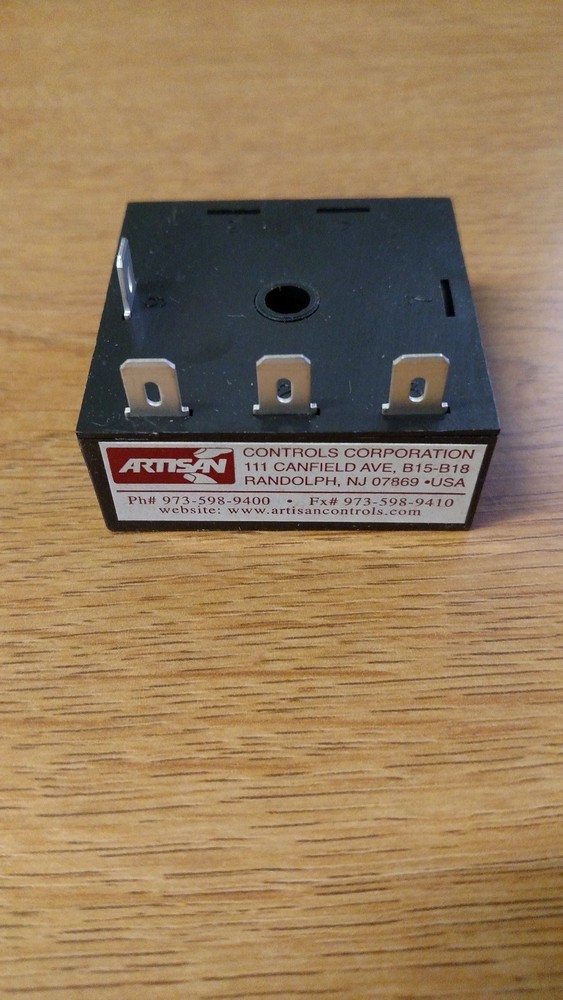 ARTISAN
CONTROLS CORPORATION
111 CANFIELD AVE, B15-B18
RANDOLPH, NJ 07869 •USA
Ph# 973-598-9400 • Fx# 973-598-9410
website: www.artisancontrols.com